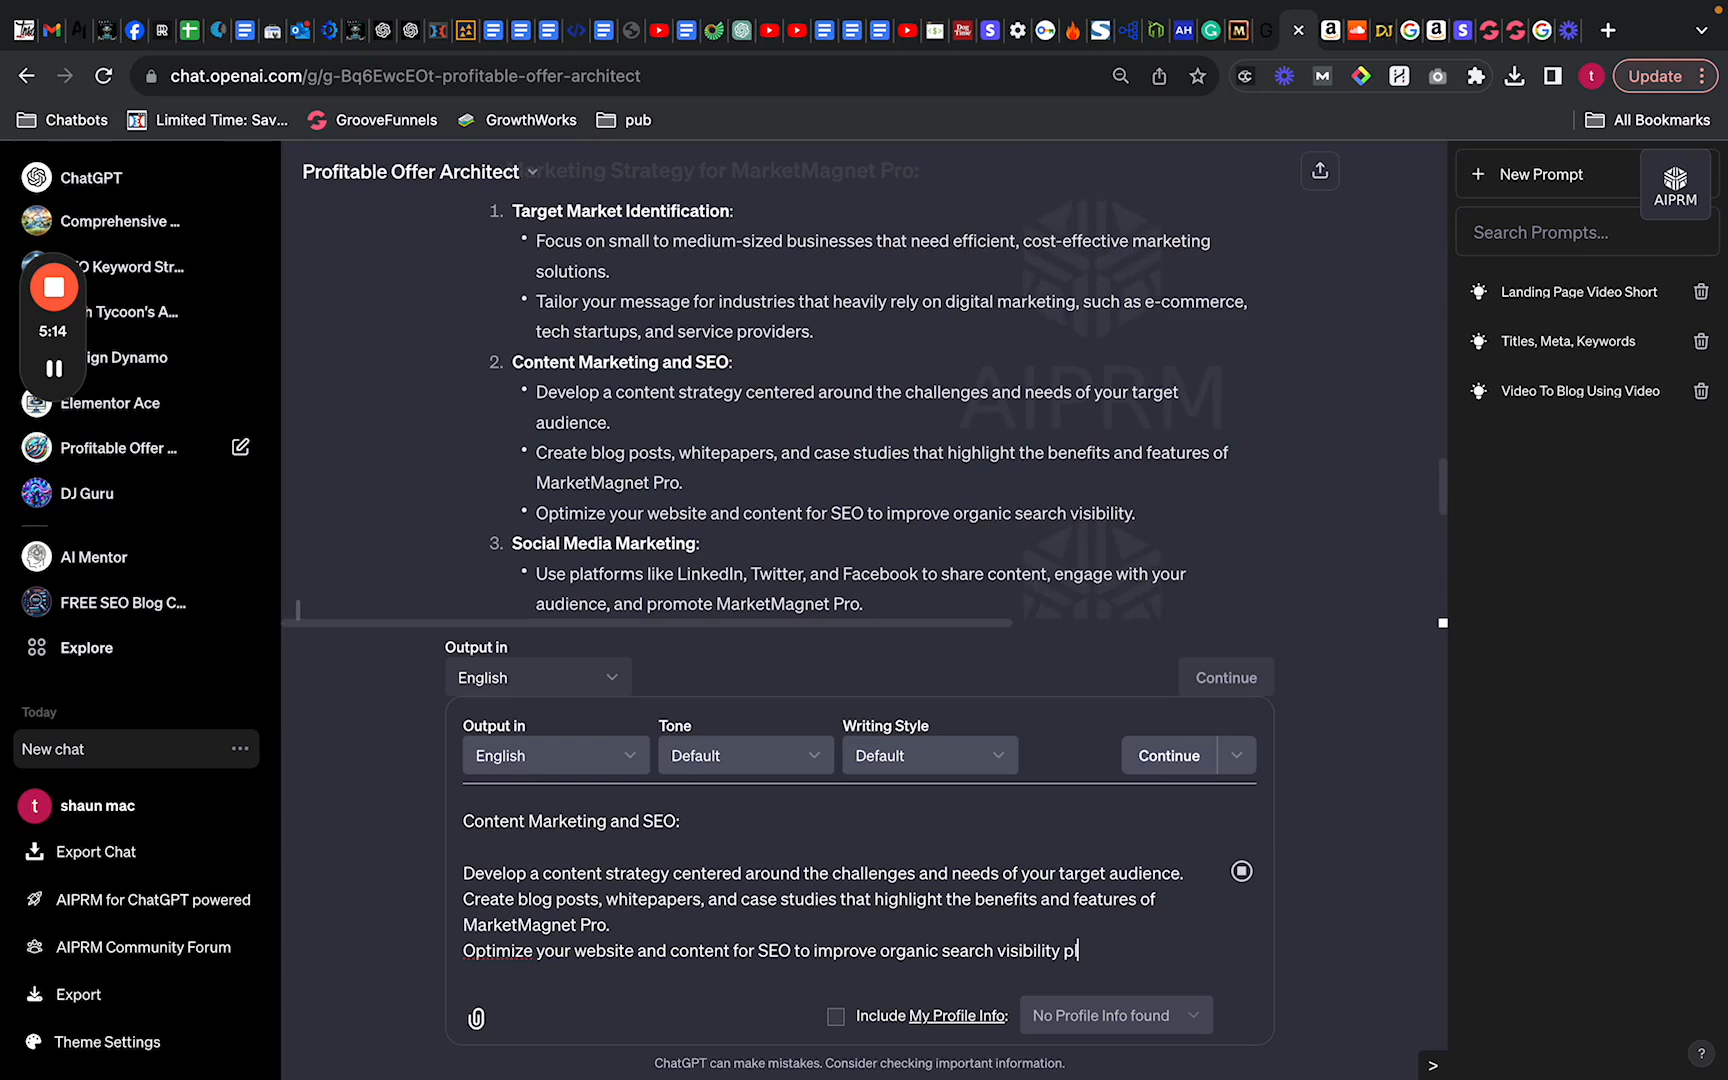 chat.openai.com/g/g-Bq6EwcEOt-profitable-offer-architect
t
Update
Chatbots
Limited Time: Sav...
GrooveFunnels
GrowthWorks
pub
All Bookmarks
ChatGPT
Comprehensive ...
O Keyword Str...
h Tycoon's A...
ign Dynamo
Elementor Ace
Profitable Offer ...
DJ Guru
AI Mentor
FREE SEO Blog C...
Explore
Today
New chat
t
shaun mac
Export Chat
AIPRM for ChatGPT powered
AIPRM Community Forum
Export
Theme Settings
5:14
Profitable Offer Architect
Marketing Strategy for MarketMagnet Pro:
1. Target Market Identification:
• Focus on small to medium-sized businesses that need efficient, cost-effective marketing
solutions.
• Tailor your message for industries that heavily rely on digital marketing, such as e-commerce,
tech startups, and service providers.
2. Content Marketing and SEO:
• Develop a content strategy centered around the challenges and needs of your target
audience.
• Create blog posts, whitepapers, and case studies that highlight the benefits and features of
MarketMagnet Pro.
• Optimize your website and content for SEO to improve organic search visibility.
3. Social Media Marketing:
• Use platforms like LinkedIn, Twitter, and Facebook to share content, engage with your
audience, and promote MarketMagnet Pro.
AIPRM
Output in
English
Continue
Output in
Tone
Writing Style
English
Default
Default
Continue
Content Marketing and SEO:
Develop a content strategy centered around the challenges and needs of your target audience.
Create blog posts, whitepapers, and case studies that highlight the benefits and features of
MarketMagnet Pro.
Optimize your website and content for SEO to improve organic search visibility pl
Include My Profile Info:
No Profile Info found
ChatGPT can make mistakes. Consider checking important information.
+ New Prompt
AIPRM
Search Prompts...
Landing Page Video Short
Titles, Meta, Keywords
Video To Blog Using Video
>
?